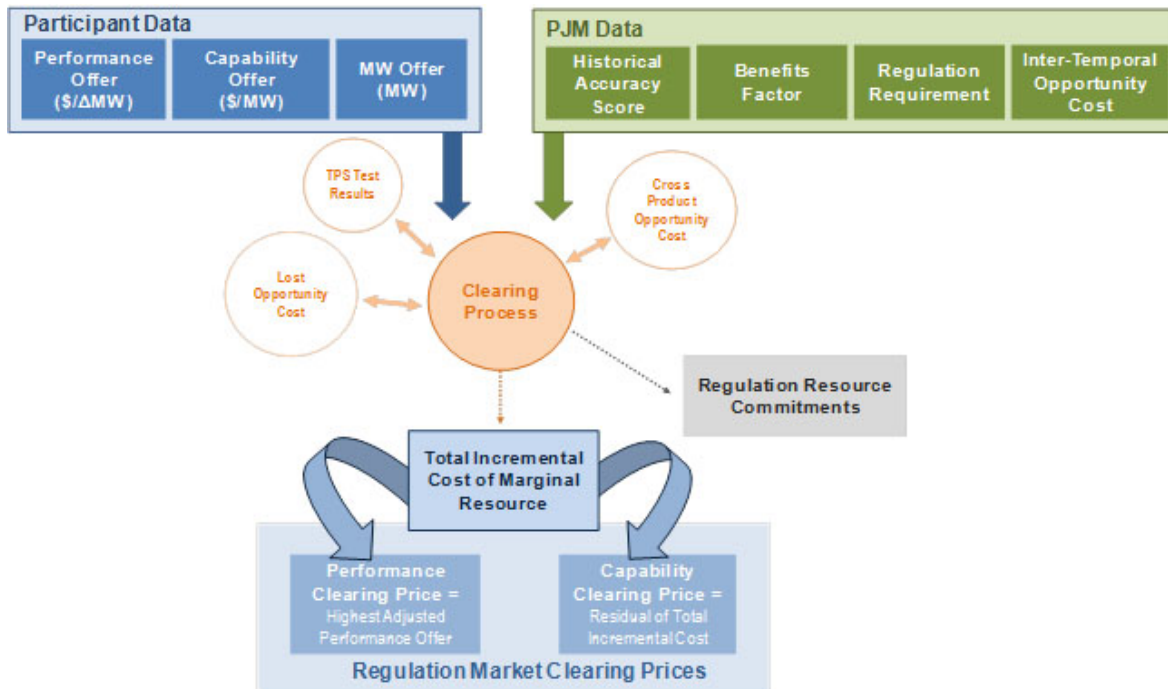 Participant Data
Performance
Offer
($/ΔMW)
Capability
Offer
($/MW)
MW Offer
(MW)
PJM Data
Historical
Accuracy
Score
Benefits
Factor
Regulation
Requirement
Inter-Temporal
Opportunity
Cost
TPS Test
Results
Cross
Product
Opportunity
Cost
Lost
Opportunity
Cost
Clearing
Process
Regulation Resource
Commitments
Total Incremental
Cost of Marginal
Resource
Performance
Clearing Price =
Highest Adjusted
Performance Offer
Capability
Clearing Price =
Residual of Total
Incremental Cost
Regulation Market Clearing Prices